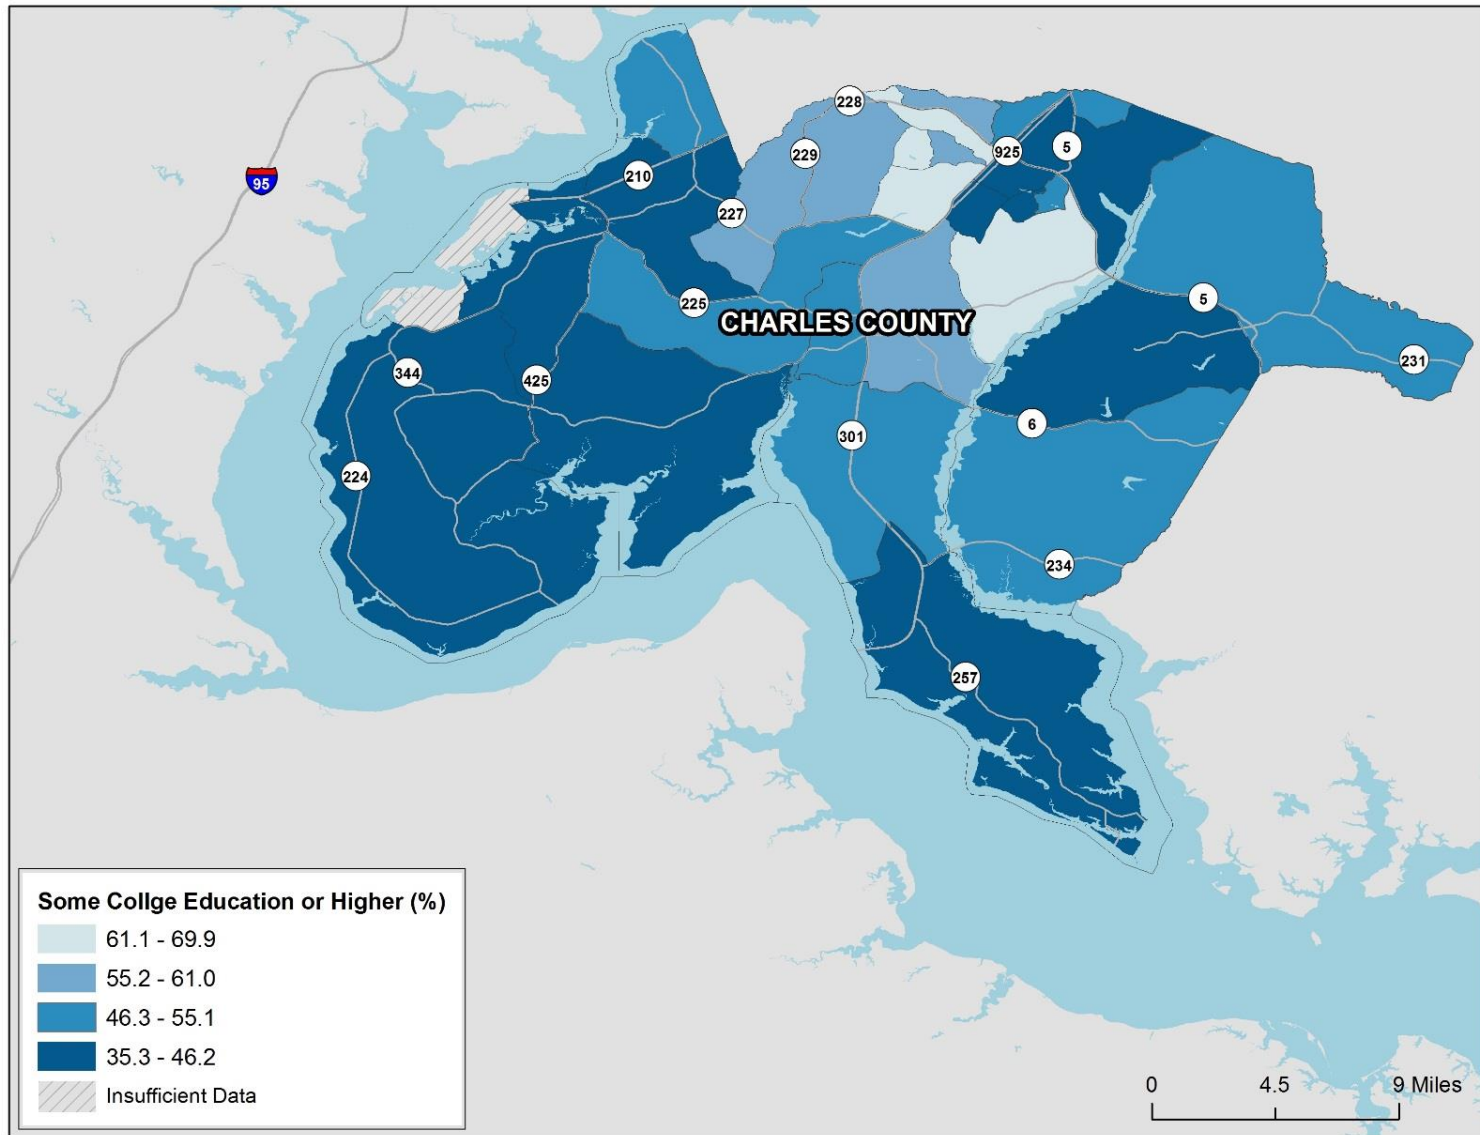 228
5
925
229
210
95
227
5
225
CHARLES COUNTY
231
344
425
6
301
224
234
257
Some Collge Education or Higher (%)
61.1 - 69.9
55.2 - 61.0
46.3 - 55.1
35.3 - 46.2
Insufficient Data
0 4.5 9 Miles